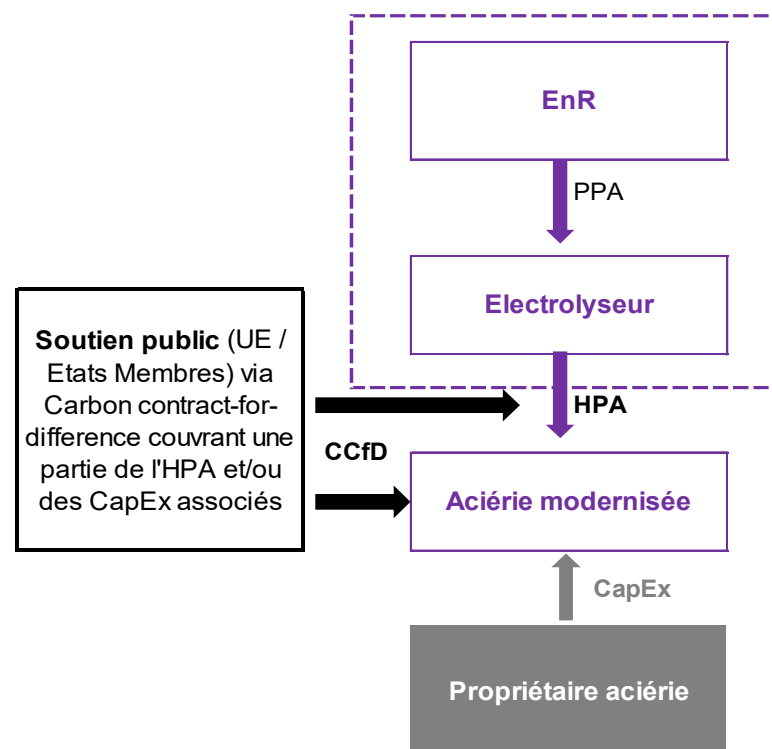 EnR
PPA
Electrolyseur
Soutien public (UE /
Etats Membres) via
Carbon contract-for-
difference couvrant une
partie de l'HPA et/ou
des CapEx associés
HPA
CCfD
Aciérie modernisée
CapEx
Propriétaire aciérie